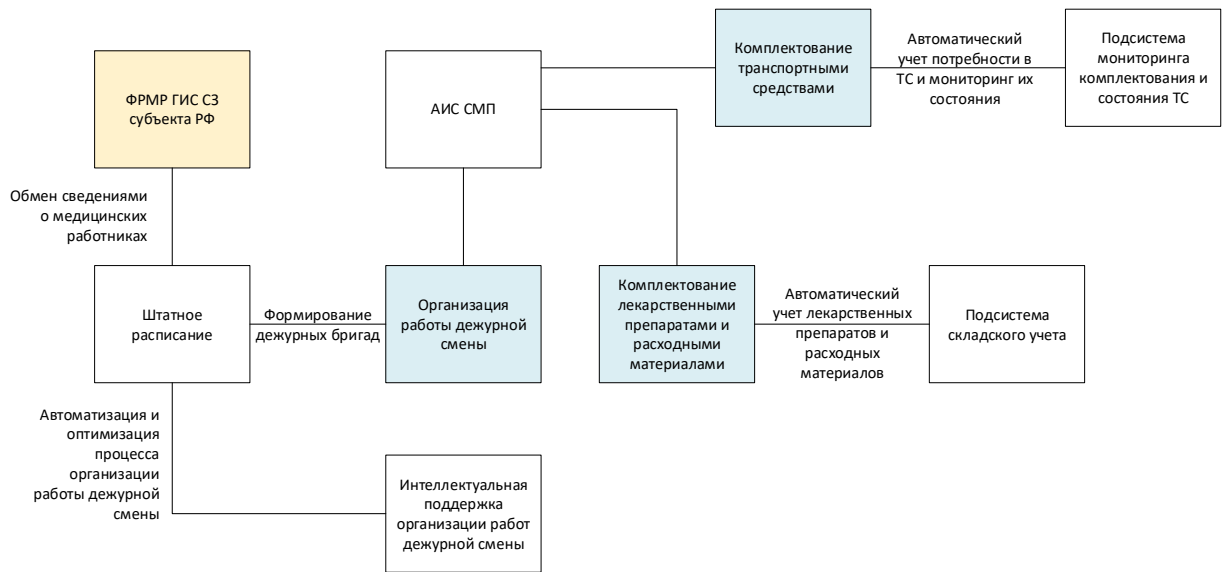 Комплектование
транспортными
средствами
Автоматический
учет потребности в
ТС и мониторинг их
состояния
Подсистема
мониторинга
комплектования и
состояния ТС
ФРМР ГИС СЗ
субъекта РФ
АИС СМП
Обмен сведениями
о медицинских
работниках
Штатное
расписание
Формирование
дежурных бригад
Организация
работы дежурной
смены
Комплектование
лекарственными
препаратами и
расходными
материалами
Автоматический
учет лекарственных
препаратов и
расходных
материалов
Подсистема
складского учета
Автоматизация и
оптимизация
процесса
организации
работы дежурной
смены
Интеллектуальная
поддержка
организации работ
дежурной смены